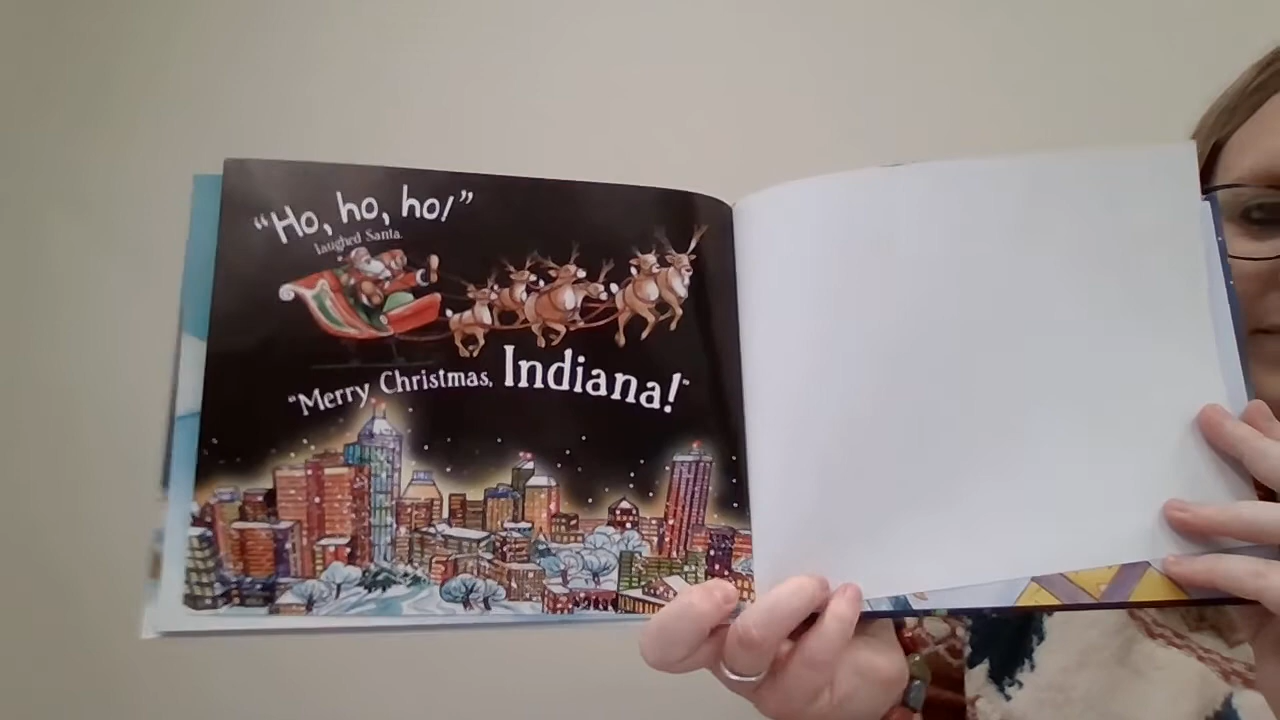 “Ho, ho, ho!”
laughed Santa.
“Merry Christmas, Indiana!”